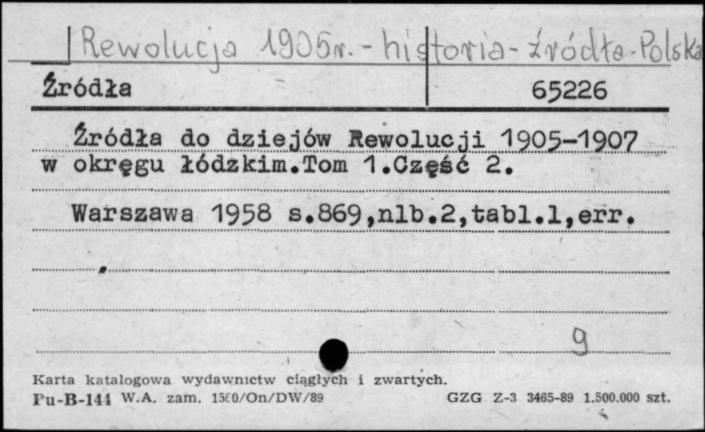 Rewolucja 1905r. - historia - źródła - Polska
Źródła 65226
Źródła do dziejów Rewolucji 1905-1907
w okręgu łódzkim.Tom 1.Część 2.
Warszawa 1958 s.869,nlb.2,tabl.1,err.
9
Karta katalogowa wydawnictw ciągłych i zwartych.
Pu-B-144 W.A. zam. 1580/On/DW/89 GZG Z-3 3465-89 1.500.000 szt.